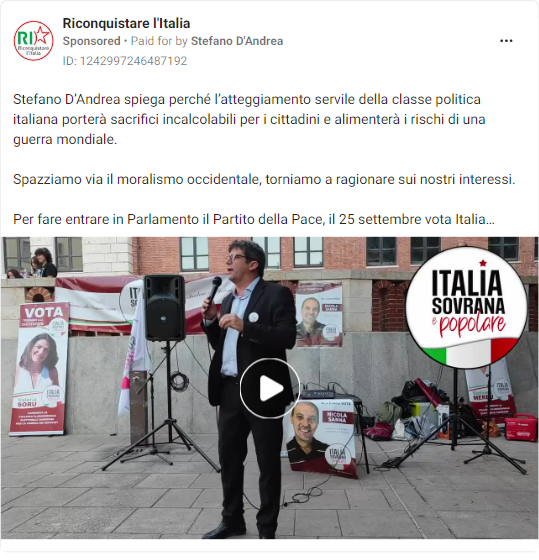 Riconquistare l'Italia
Sponsored • Paid for by Stefano D'Andrea
ID: 1242997246487192
Stefano D'Andrea spiega perché l'atteggiamento servile della classe politica
italiana porterà sacrifici incalcolabili per i cittadini e alimenterà i rischi di una
guerra mondiale.
Spazziamo via il moralismo occidentale, torniamo a ragionare sui nostri interessi.
Per fare entrare in Parlamento il Partito della Pace, il 25 settembre vota Italia...
RI
Riconquistare
l'Italia
ITALIA
SOVRANA
e popolare
VOTA
SORU
ITALIA
NICOLA
SANNA
ITALIA